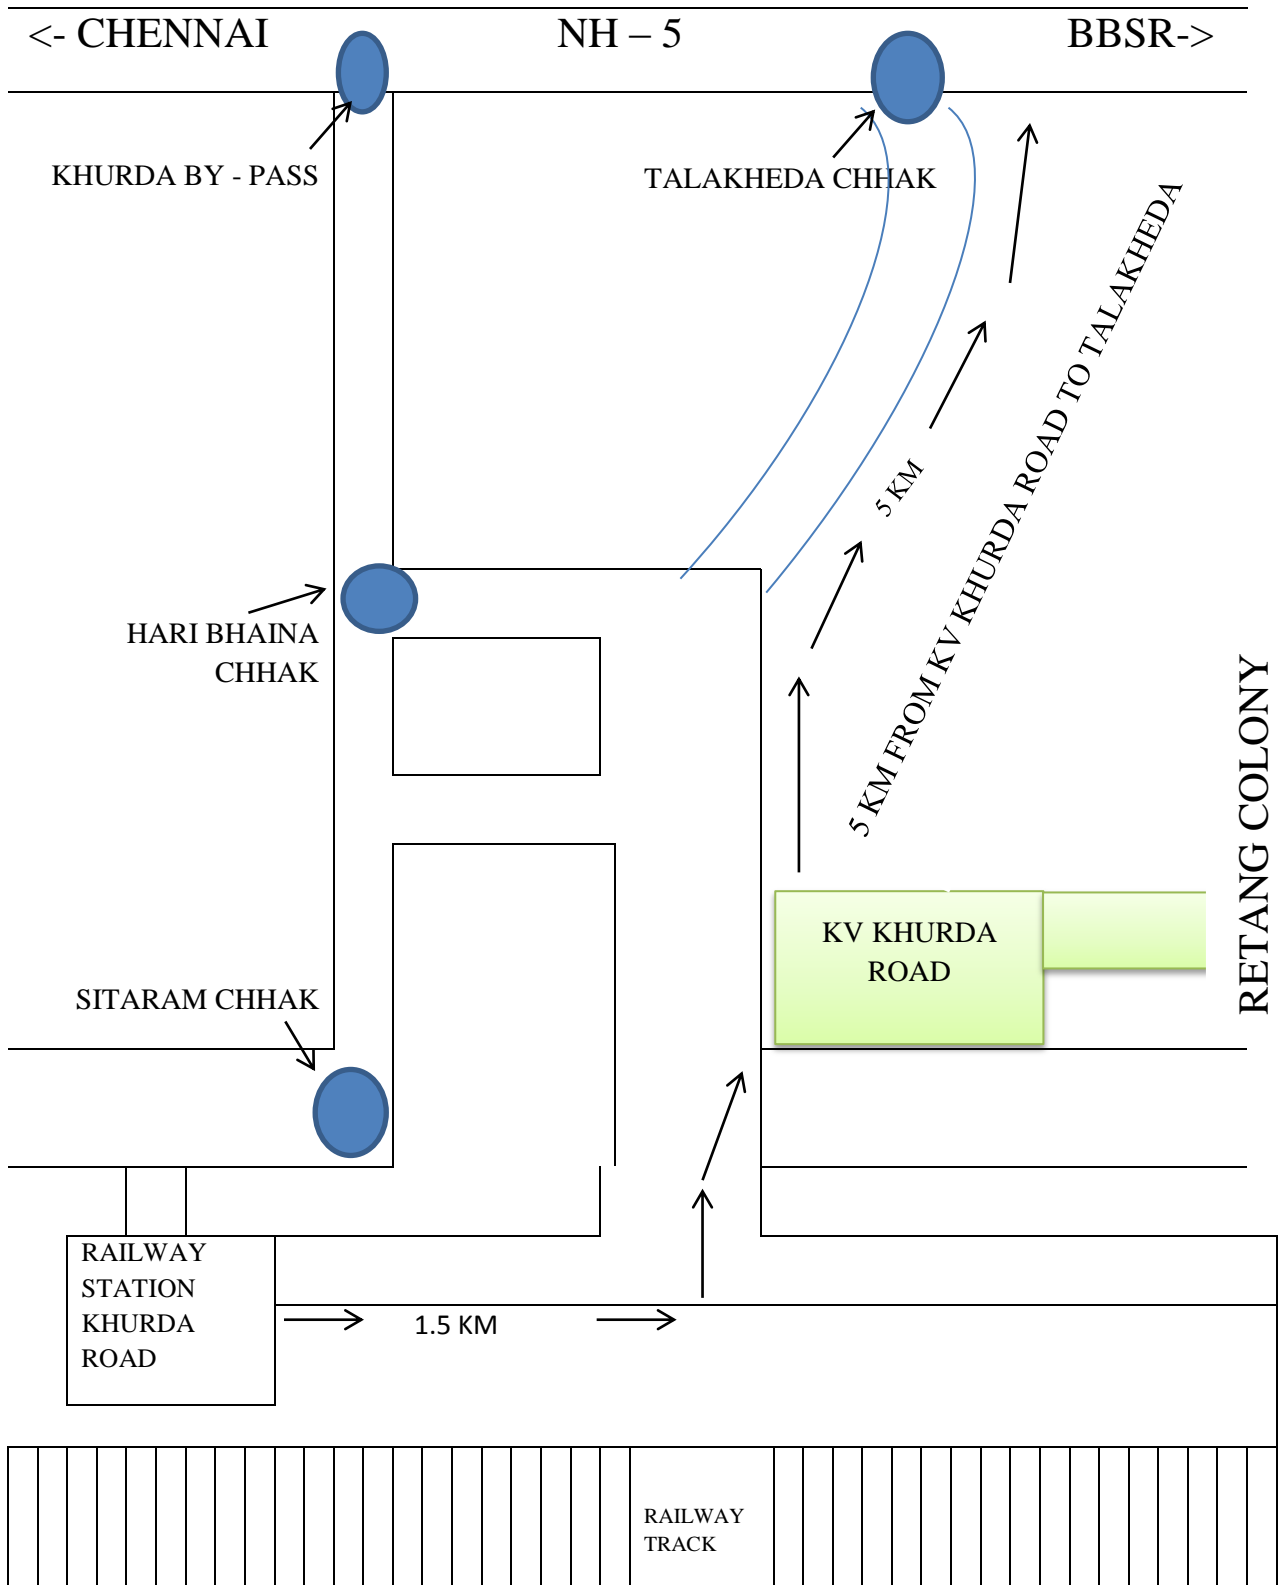 <- CHENNAI NH – 5 BBSR->
KHURDA BY - PASS
TALAKHEDA CHHAK
5 KM
5 KM FROM KV KHURDA ROAD TO TALAKHEDA
HARI BHAINA
CHHAK
RETANG COLONY
KV KHURDA
ROAD
SITARAM CHHAK
RAILWAY
STATION
KHURDA
ROAD
1.5 KM
RAILWAY
TRACK